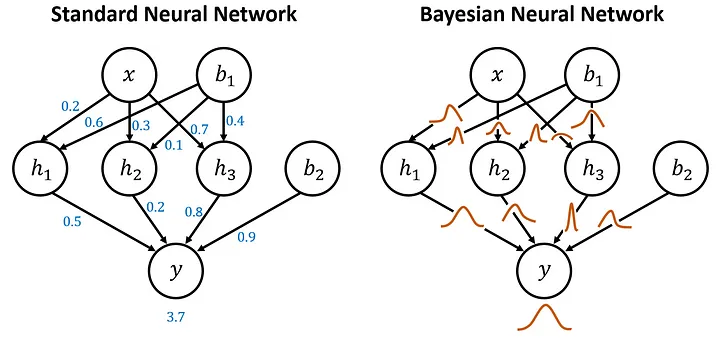 Standard Neural Network
x b₁
0.2 0.6 0.3 0.1 0.7 0.4
h₁ h₂ h₃ b₂
0.5 0.2 0.8 0.9
y
3.7
Bayesian Neural Network
x b₁
h₁ h₂ h₃ b₂
y